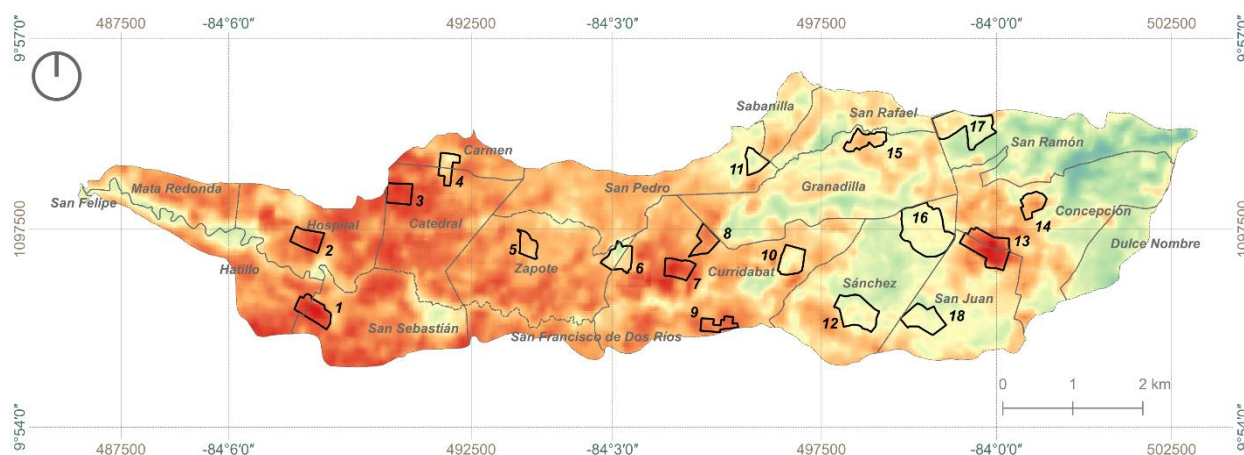 487500 -84°6'0" 492500 -84°3'0" 497500 -84°0'0" 502500
9°57'0" 9°57'0"
Sabanilla
San Rafael
17
Carmen
15
San Ramón
11
4
Mata Redonda
San Pedro
Granadilla
San Felipe
3
14
Concepción
1097500 Hospital Catedral 16 1097500
2
8
13
Dulce Nombre
5
Hatillo
Zapote
6
Curridabat
10
7
Sánchez
1
San Juan
San Sebastián
9
12
18
San Francisco de Dos Ríos
0 1 2 km
9°54'0" 9°54'0"
487500 -84°6'0" 492500 -84°3'0" 497500 -84°0'0" 502500